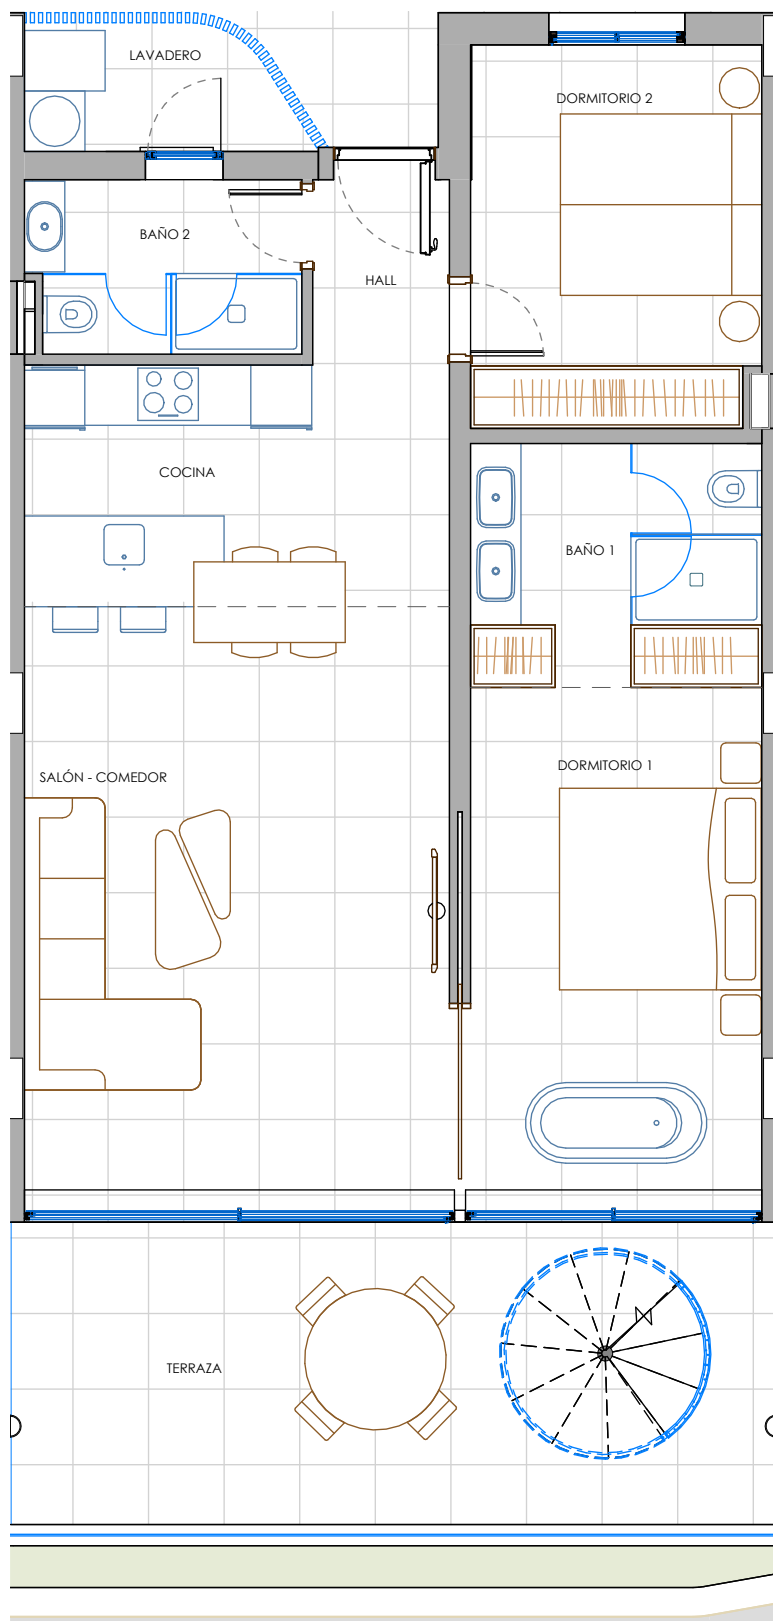 LAVADERO
DORMITORIO 2
BAÑO 2
HALL
COCINA
BAÑO 1
DORMITORIO 1
SALÓN - COMEDOR
TERRAZA